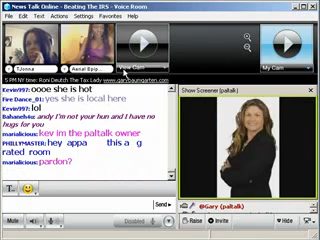 News Talk Online - Beating The IRS - Voice Room
File Edit Text Actions Settings Favorites Help
TJonna
Aerial Epip...
View Cam
My Cam
5 PM NY time: Roni Deutch The Tax Lady www.garybaumgarten.com
Kevin997: oooe she is hot
Fire Dance_01: yes she is local here
Kevin997: lol
Bahaneh4u: andy I'm not your hun and I have no
hugs for you
marialicious: kev im the paltalk owner
PHILLYMASTER: hey appa this a g
rated room
marialicious: pardon?
Show Screener (paltalk)
@Gary (paltalk)
Send
Mute
Disabled
Raise
Invite
Hide